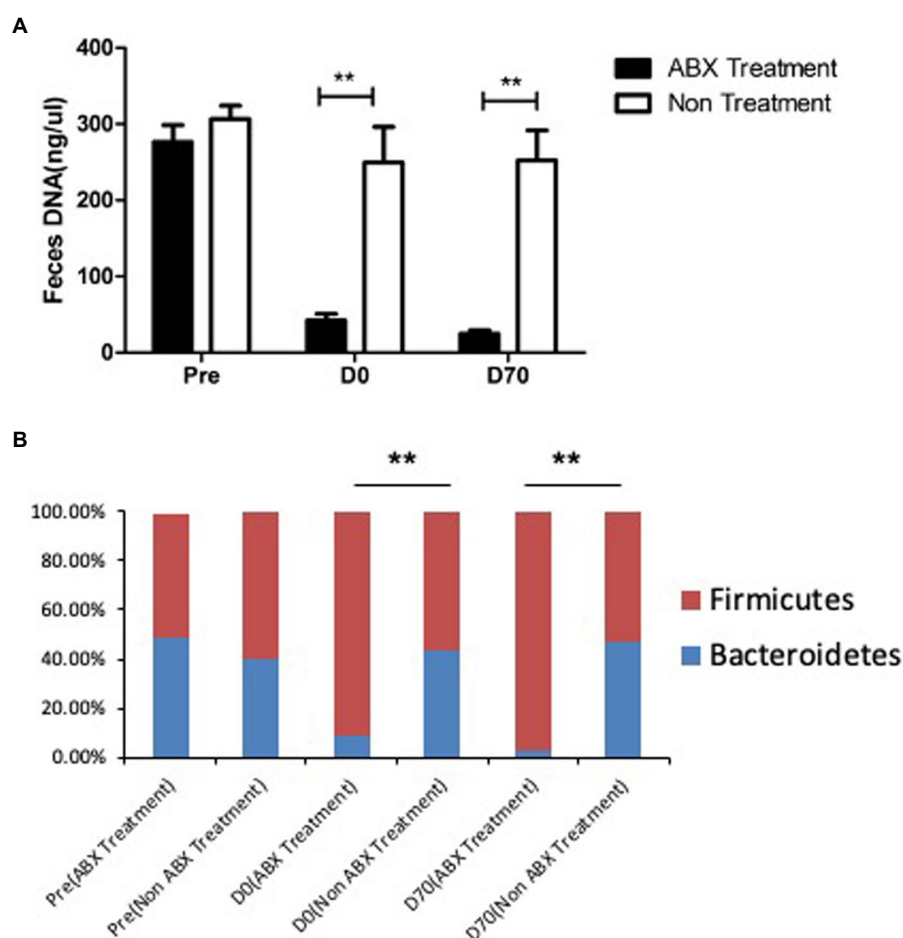 A
400
300
200
100
0
Feces DNA(ng/ul)
** **
Pre D0 D70
ABX Treatment
Non Treatment
B
** **
100.00%
80.00%
60.00%
40.00%
20.00%
0.00%
Pre(ABX Treatment)
Pre(Non ABX Treatment)
D0(ABX Treatment)
D0(Non ABX Treatment)
D70(ABX Treatment)
D70(Non ABX Treatment)
Firmicutes
Bacteroidetes